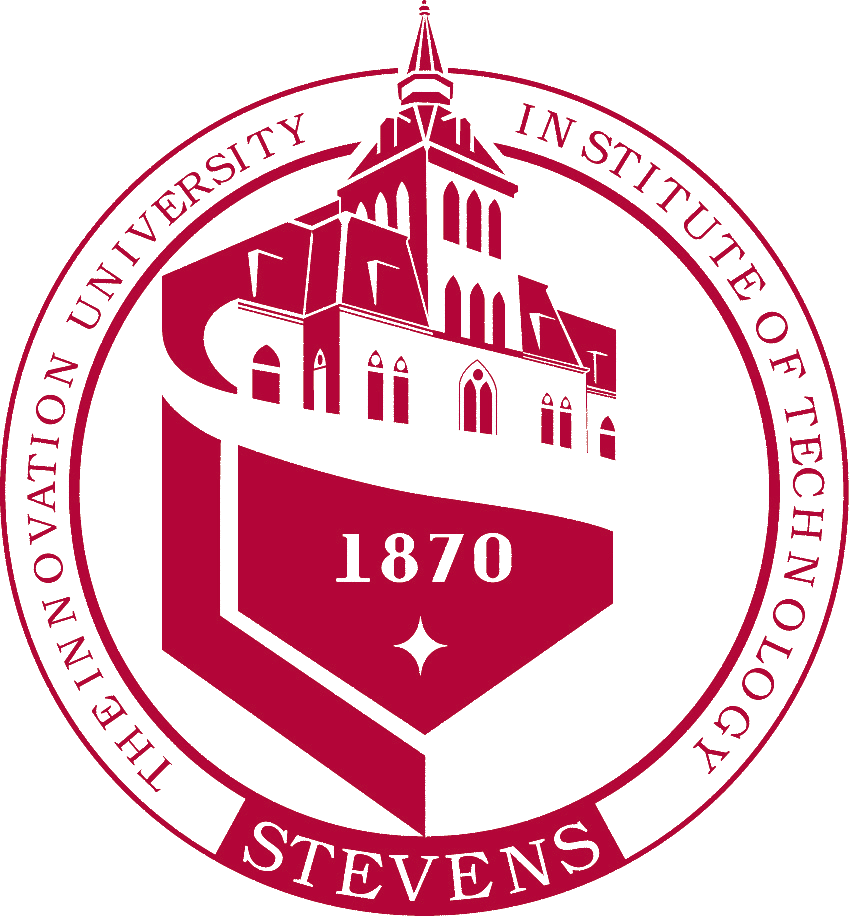 THE INNOVATION UNIVERSITY
INSTITUTE OF TECHNOLOGY
1870
STEVENS